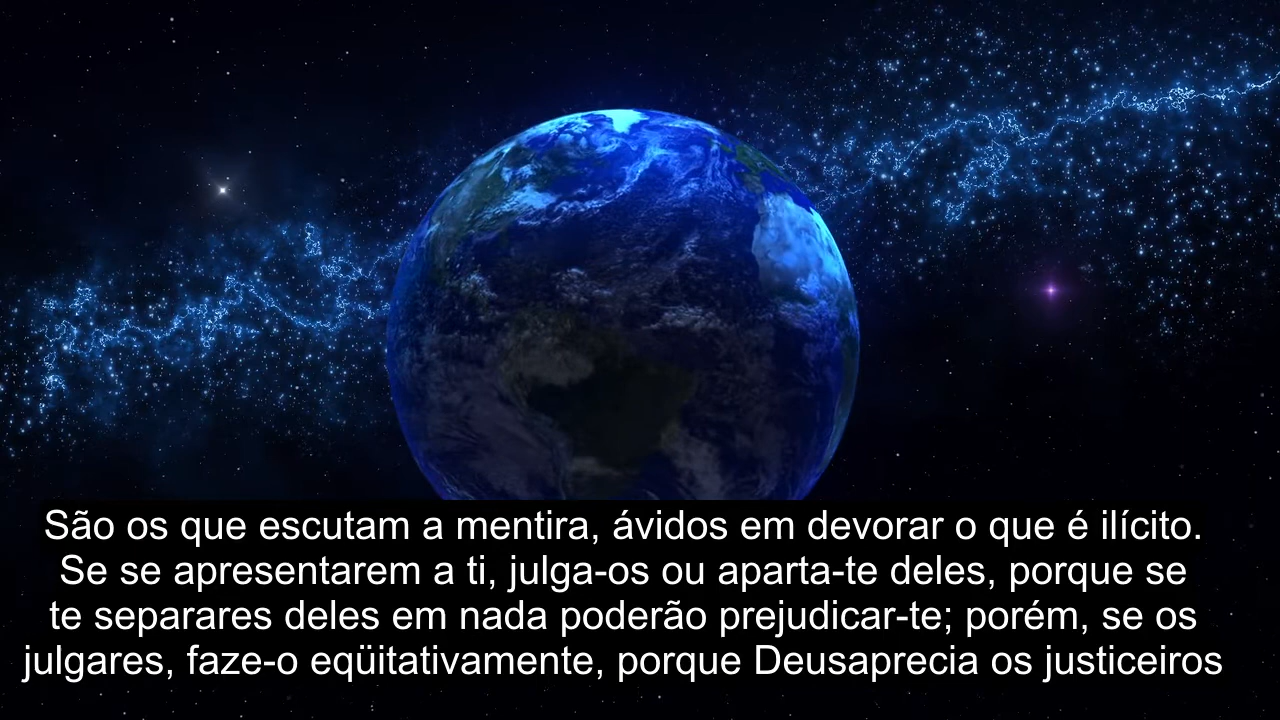 São os que escutam a mentira, ávidos em devorar o que é ilícito.
Se se apresentarem a ti, julga-os ou aparta-te deles, porque se
te separares deles em nada poderão prejudicar-te; porém, se os
julgares, faze-o eqüitativamente, porque Deusaprecia os justiceiros